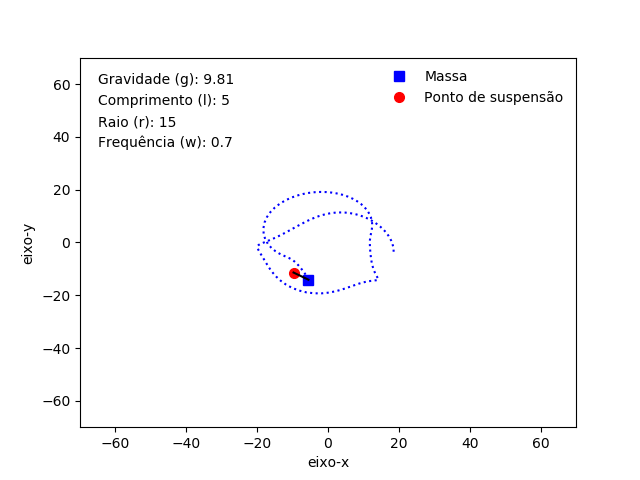 Gravidade (g): 9.81
Comprimento (l): 5
Raio (r): 15
Frequência (w): 0.7
Massa
Ponto de suspensão
60
40
20
0
−20
−40
−60
eixo-y
−60
−40
−20
0
20
40
60
eixo-x